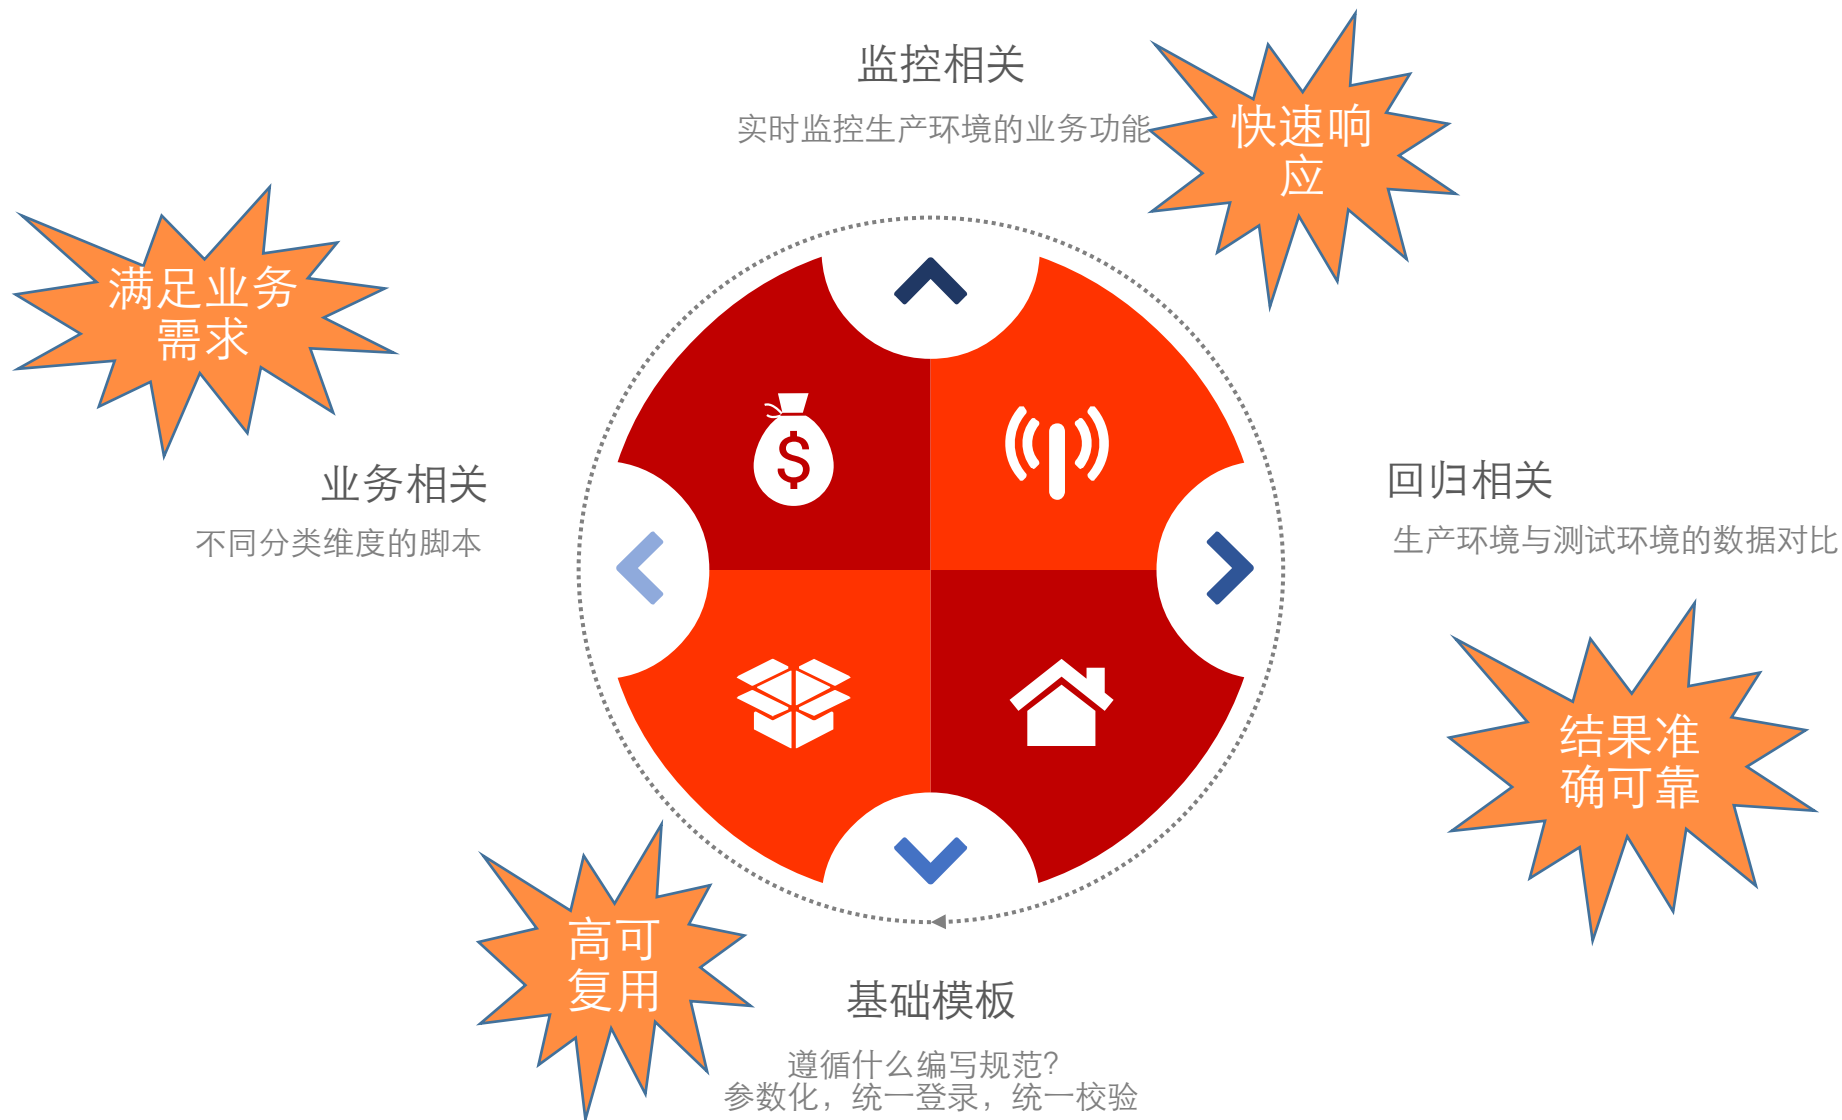 监控相关
实时监控生产环境的业务功能
快速响
应
满足业务
需求
业务相关
不同分类维度的脚本
$
回归相关
生产环境与测试环境的数据对比
结果准
确可靠
高可
复用
基础模板
遵循什么编写规范？
参数化，统一登录，统一校验